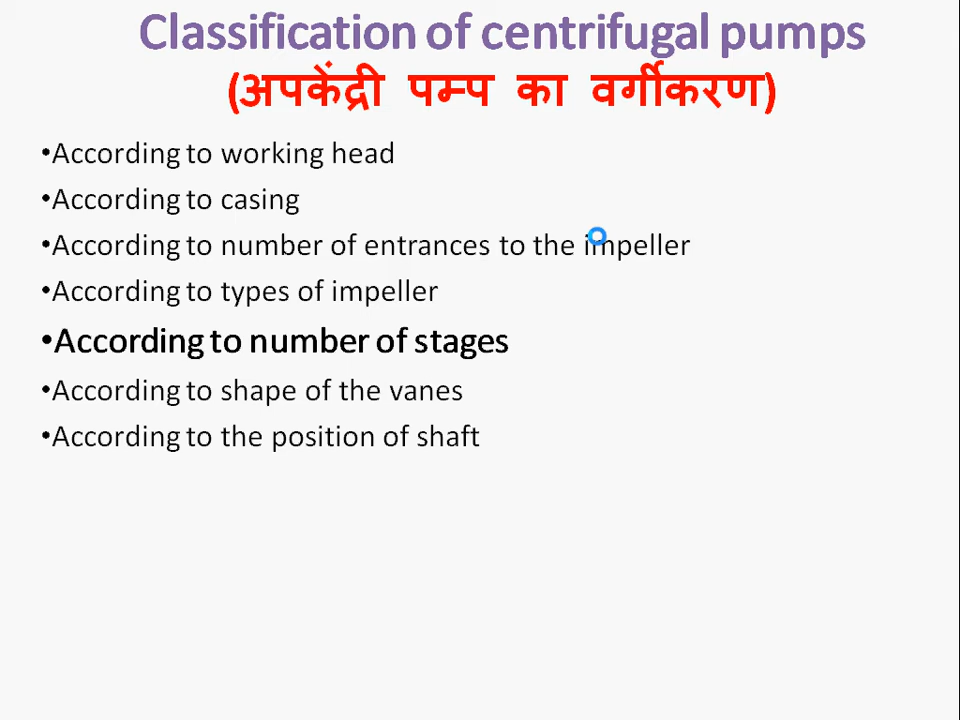 Classification of centrifugal pumps
(अपकेंद्री पम्प का वर्गीकरण)
•According to working head
•According to casing
•According to number of entrances to the impeller
•According to types of impeller
•According to number of stages
•According to shape of the vanes
•According to the position of shaft